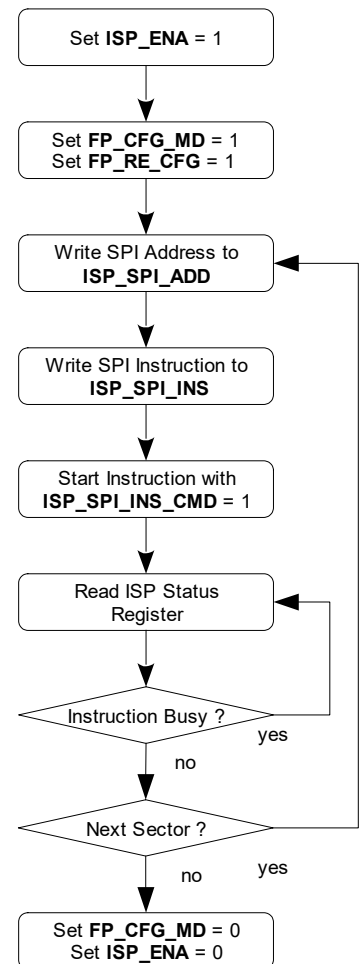 Set ISP_ENA = 1
Set FP_CFG_MD = 1
Set FP_RE_CFG = 1
Write SPI Address to
ISP_SPI_ADD
Write SPI Instruction to
ISP_SPI_INS
Start Instruction with
ISP_SPI_INS_CMD = 1
Read ISP Status
Register
Instruction Busy ?
yes
no
Next Sector ?
yes
no
Set FP_CFG_MD = 0
Set ISP_ENA = 0